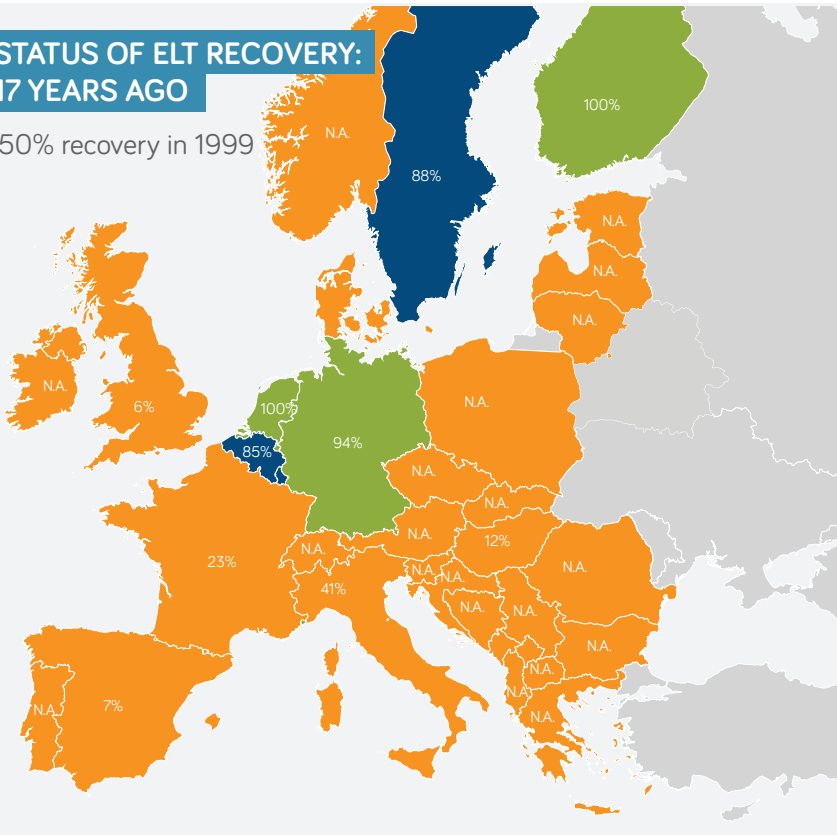 STATUS OF ELT RECOVERY:
17 YEARS AGO
50% recovery in 1999
100%
N.A.
88%
N.A.
N.A.
N.A.
N.A.
6%
100%
N.A.
94%
85%
N.A.
N.A.
N.A.
12%
23%
N.A.
N.A.
N.A.
N.A.
41%
N.A.
N.A.
N.A.
N.A.
N.A.
7%
N.A.
N.A.